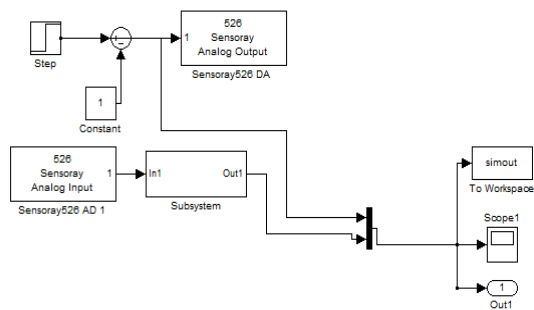 526
Sensoray
Analog Output
1
Sensoray526 DA
Step
1
Constant
526
Sensoray
Analog Input
1
Sensoray526 AD 1
In1
Out1
Subsystem
simout
To Workspace
Scope1
1
Out1